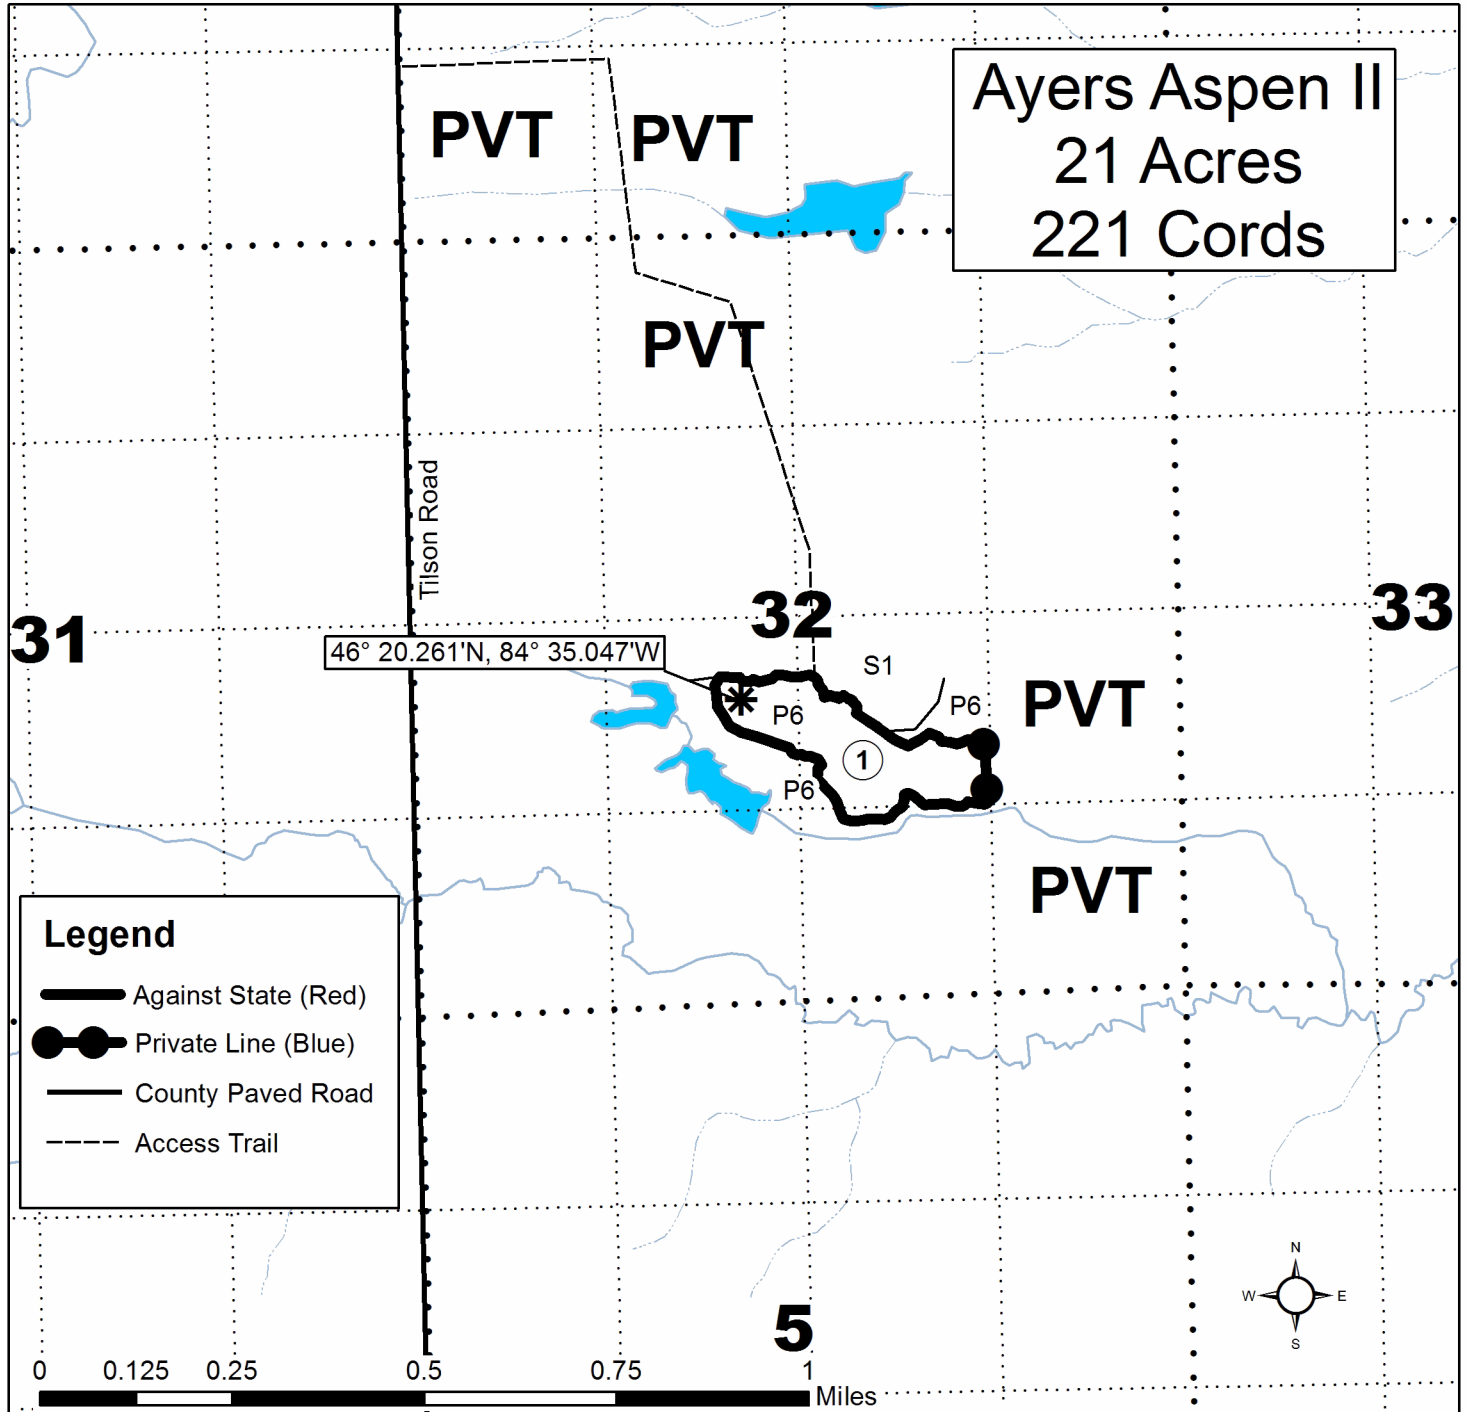 Ayers Aspen II
21 Acres
221 Cords
PVT
PVT
PVT
Tilson Road
31
32
33
46° 20.261'N, 84° 35.047'W
S1
P6
P6
P6
1
PVT
PVT
Legend
Against State (Red)
Private Line (Blue)
County Paved Road
Access Trail
N
W
E
S
5
0 0.125 0.25 0.5 0.75 1
Miles